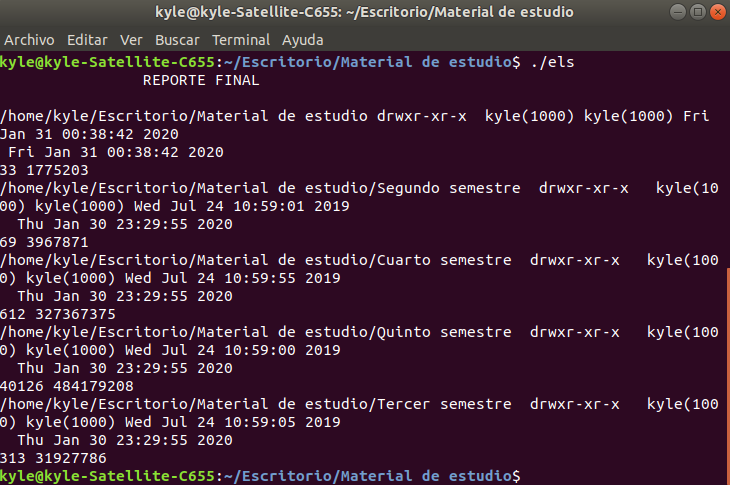 kyle@kyle-Satellite-C655: ~/Escritorio/Material de estudio
Archivo Editar Ver Buscar Terminal Ayuda
kyle@kyle-Satellite-C655:~/Escritorio/Material de estudio$ ./els
REPORTE FINAL
/home/kyle/Escritorio/Material de estudio drwxr-xr-x  kyle(1000) kyle(1000) Fri
Jan 31 00:38:42 2020
Fri Jan 31 00:38:42 2020
33 1775203
/home/kyle/Escritorio/Material de estudio/Segundo semestre  drwxr-xr-x   kyle(10
00) kyle(1000) Wed Jul 24 10:59:01 2019
Thu Jan 30 23:29:55 2020
69 3967871
/home/kyle/Escritorio/Material de estudio/Cuarto semestre  drwxr-xr-x   kyle(100
0) kyle(1000) Wed Jul 24 10:59:55 2019
Thu Jan 30 23:29:55 2020
612 327367375
/home/kyle/Escritorio/Material de estudio/Quinto semestre  drwxr-xr-x   kyle(100
0) kyle(1000) Wed Jul 24 10:59:00 2019
Thu Jan 30 23:29:55 2020
40126 484179208
/home/kyle/Escritorio/Material de estudio/Tercer semestre  drwxr-xr-x   kyle(100
0) kyle(1000) Wed Jul 24 10:59:05 2019
Thu Jan 30 23:29:55 2020
313 31927786
kyle@kyle-Satellite-C655:~/Escritorio/Material de estudio$